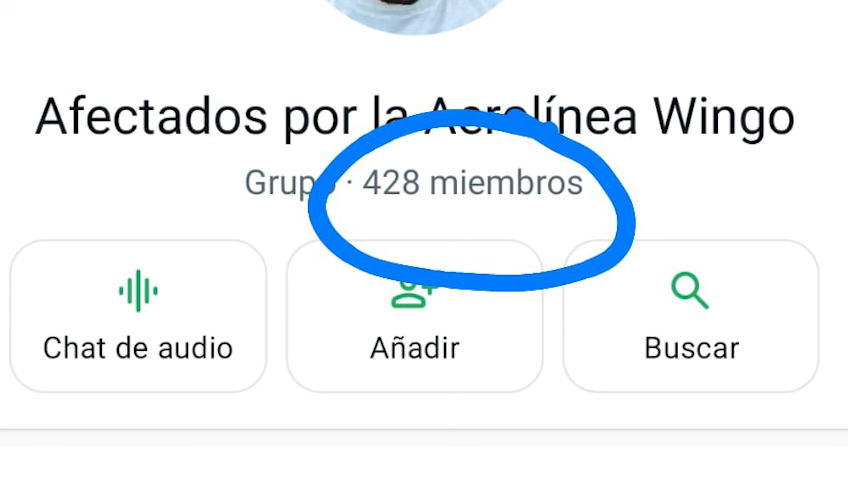 Afectados por la Aerolínea Wingo
Grupo · 428 miembros
Chat de audio
Añadir
Buscar